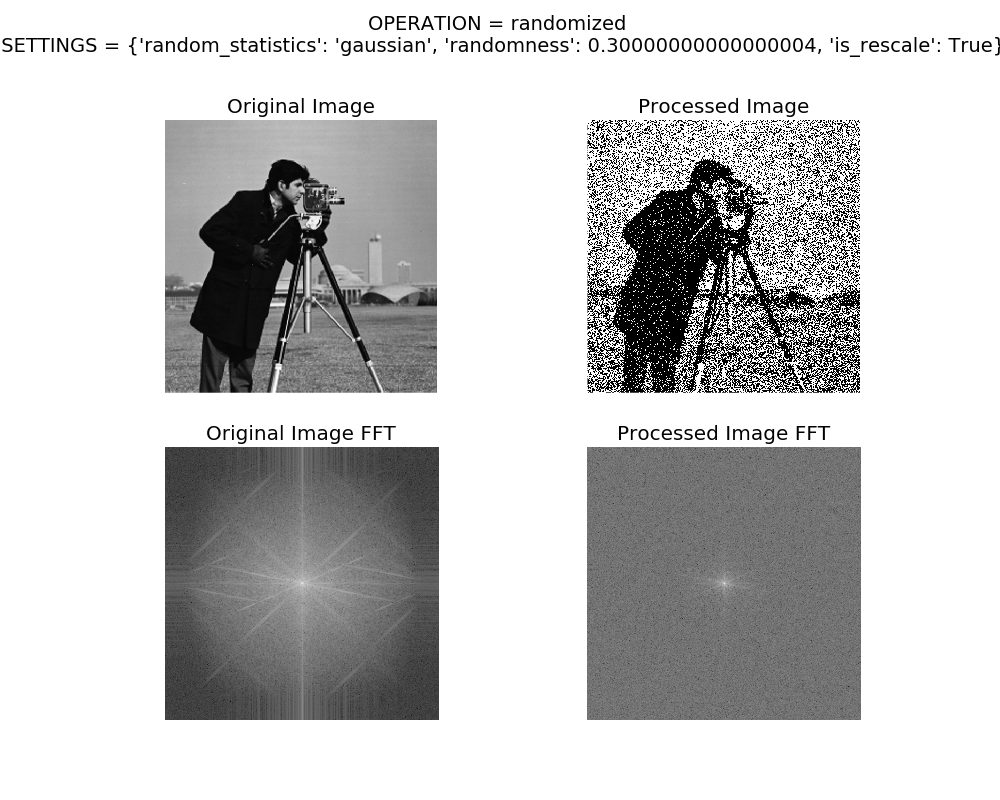 OPERATION = randomized
SETTINGS = {'random_statistics': 'gaussian', 'randomness': 0.30000000000000004, 'is_rescale': True}
Original Image
Processed Image
Original Image FFT
Processed Image FFT